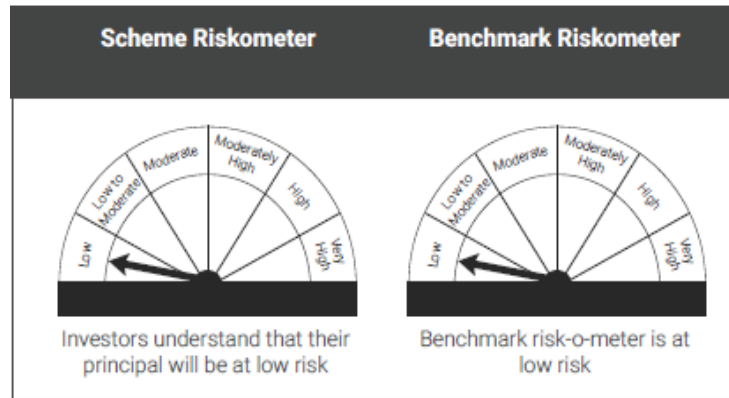 Scheme Riskometer
Benchmark Riskometer
Low
Low to
Moderate
Moderate
Moderately
High
High
Very
High
Low
Low to
Moderate
Moderate
Moderately
High
High
Very
High
Investors understand that their
principal will be at low risk
Benchmark risk-o-meter is at
low risk